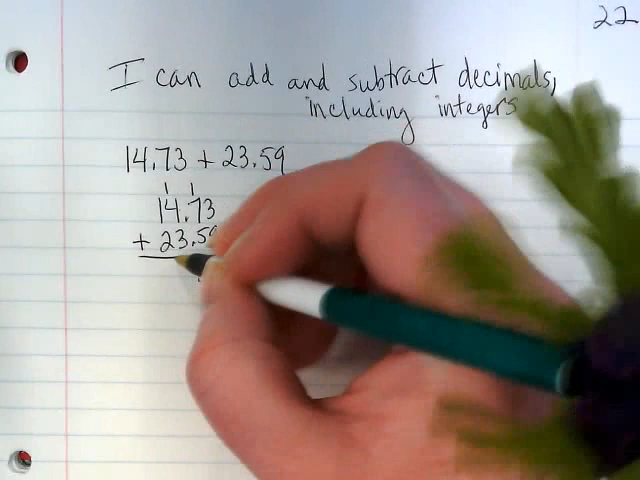 22
I can add and subtract decimals,
including integers
14.73 + 23.59
1 1
14.73
+ 23.59